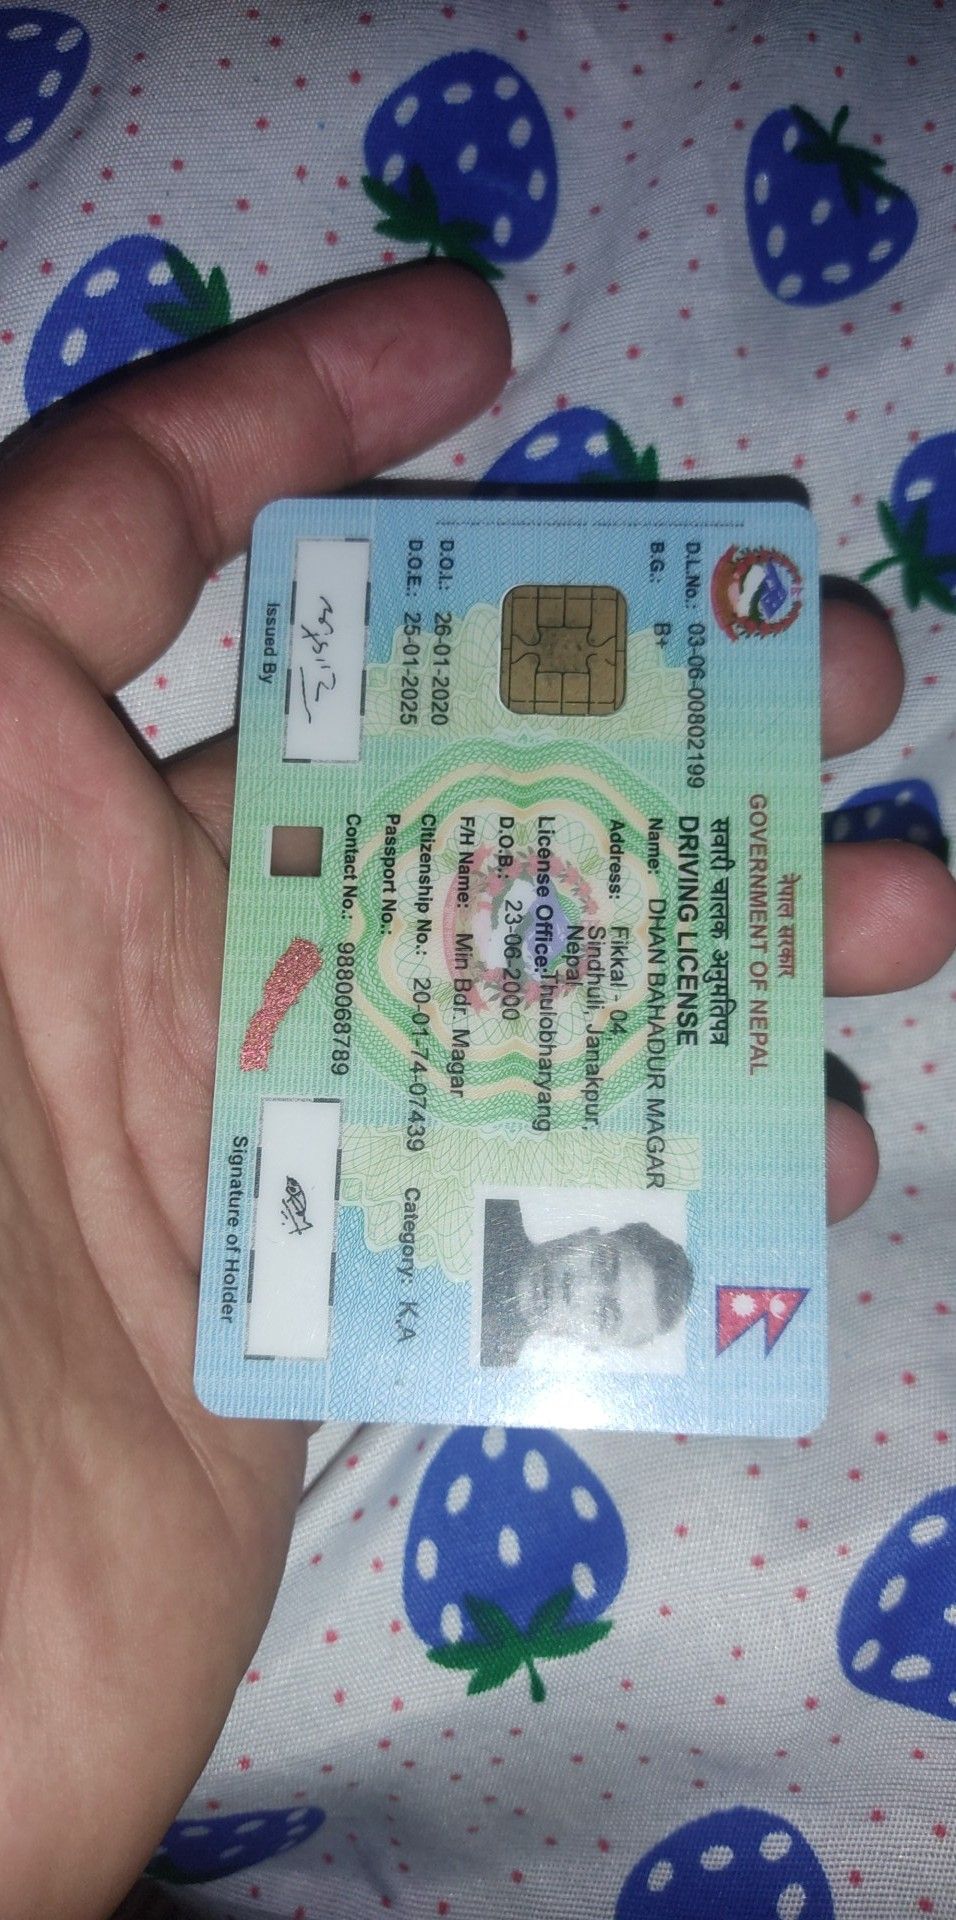 नेपाल सरकार
GOVERNMENT OF NEPAL
सवारी चालक अनुमतिपत्र
DRIVING LICENSE
D.L.No.: 03-06-00802199
B.G.: B+
Name: DHAN BAHADUR MAGAR
Address: Fikkal - 04,
Sindhuli, Janakpur,
Nepal
License Office: Thulobharyang
D.O.B.: 23-06-2000
F/H Name: Min Bdr. Magar
D.O.I.: 26-01-2020
D.O.E.: 25-01-2025
Citizenship No.: 20-01-74-07439
Category: K,A
Passport No.:
Contact No.: 9880068789
Issued By
Signature of Holder